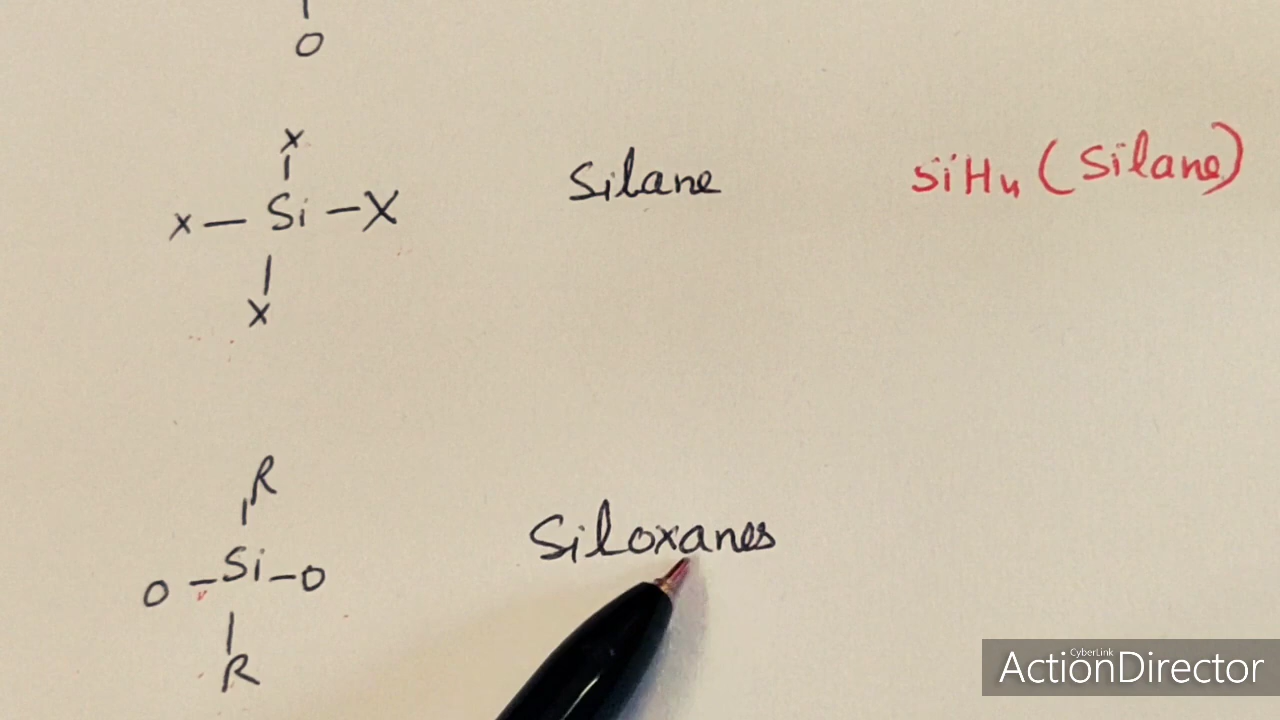 O
X
X — Si — X
Silane
SiH4 (Silane)
X
R
Siloxanes
O — Si — O
R
CyberLink
ActionDirector